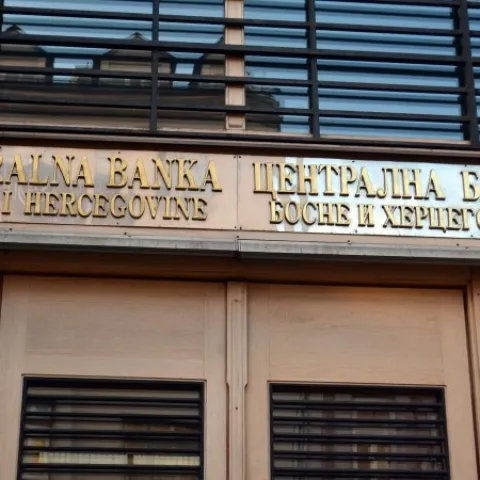 RALNA BANKA
I HERCEGOVINE
ЦЕНТРАЛНА Б
БОСНЕ И ХЕРЦЕГО